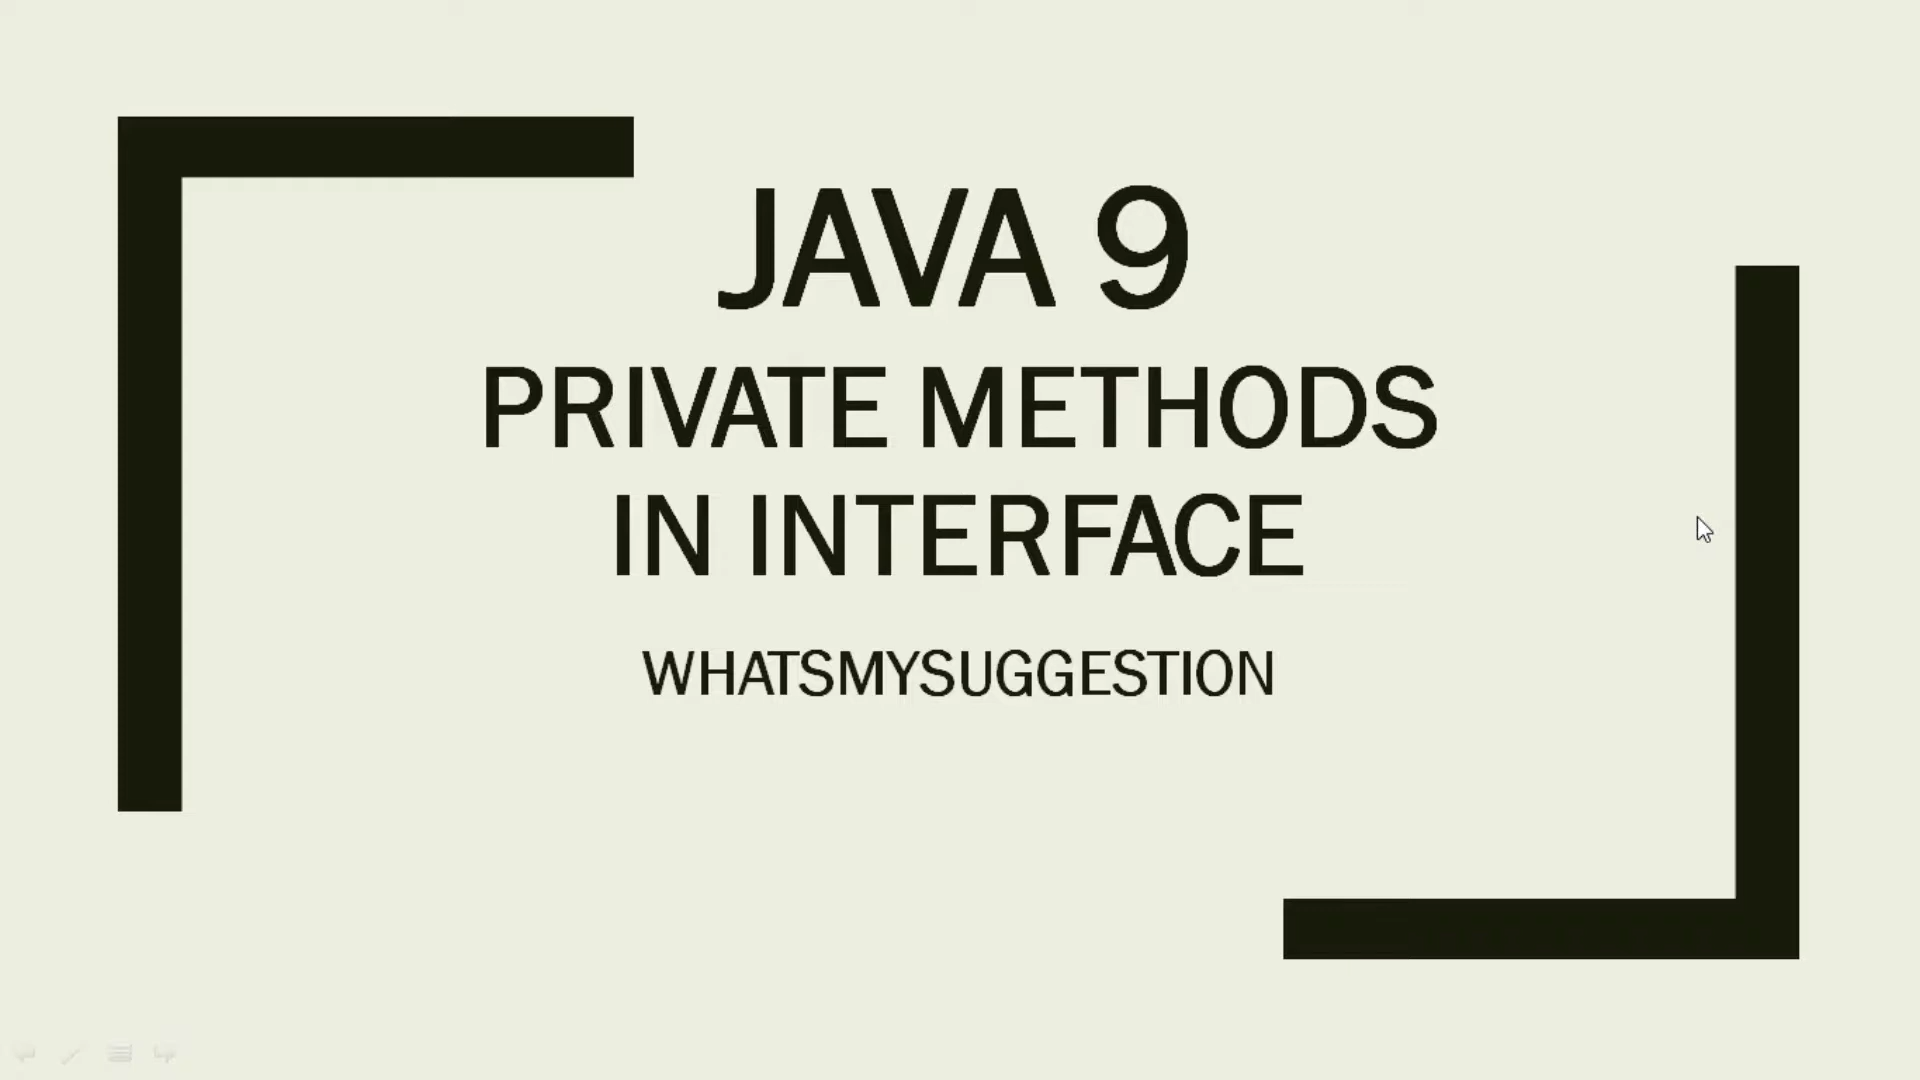 JAVA 9
PRIVATE METHODS
IN INTERFACE
WHATSMYSUGGESTION